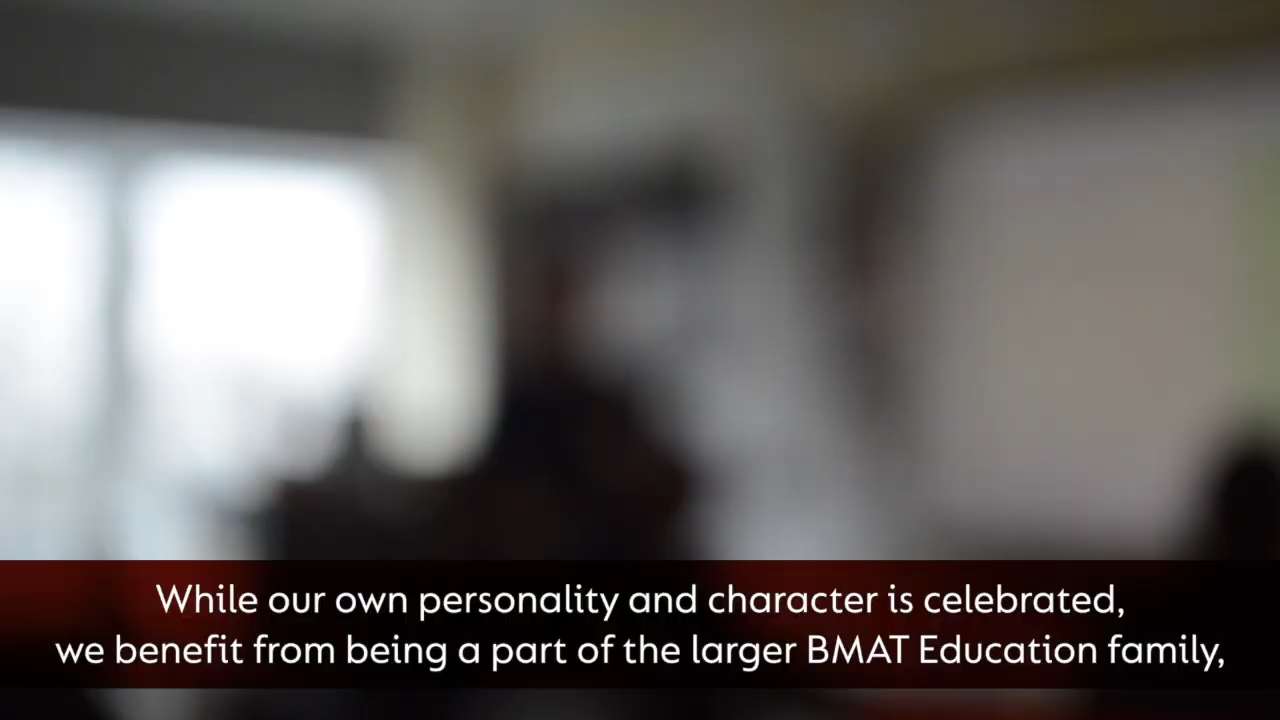 While our own personality and character is celebrated,
we benefit from being a part of the larger BMAT Education family,